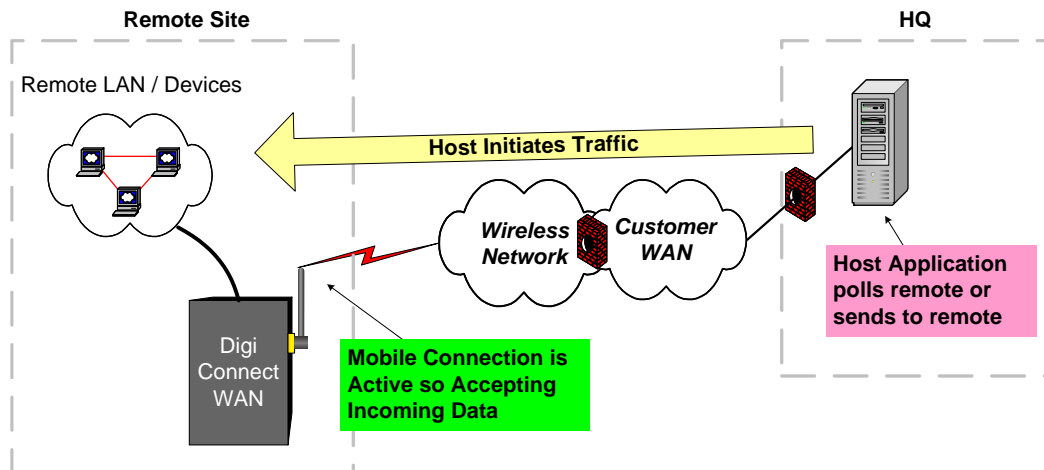 Remote Site
HQ
Remote LAN / Devices
Host Initiates Traffic
Wireless
Network
Customer
WAN
Host Application
polls remote or
sends to remote
Digi
Connect
WAN
Mobile Connection is
Active so Accepting
Incoming Data